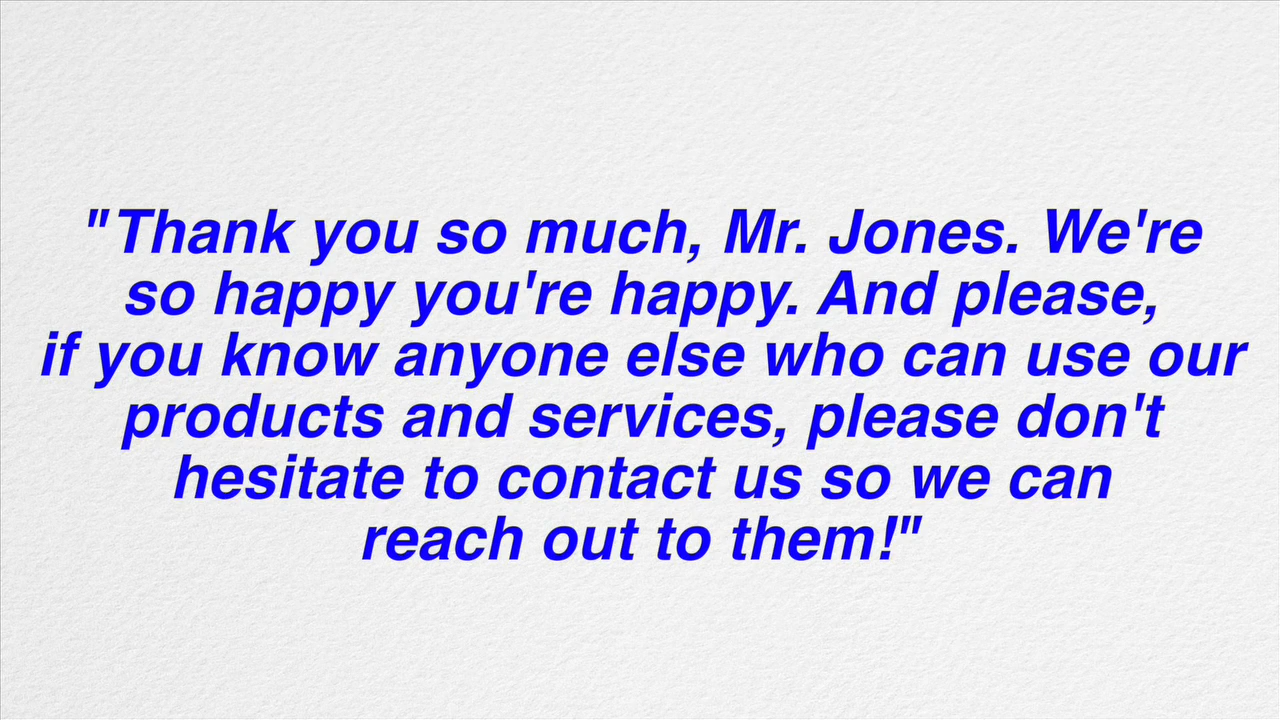 "Thank you so much, Mr. Jones. We're
so happy you're happy. And please,
if you know anyone else who can use our
products and services, please don't
hesitate to contact us so we can
reach out to them!"